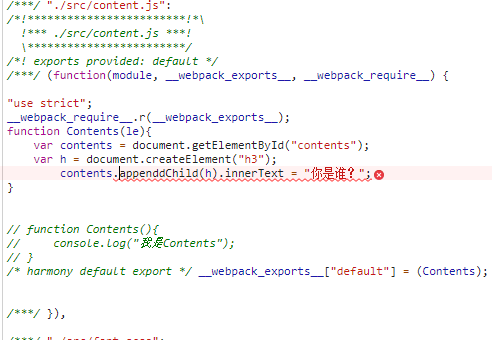 /***/ "./src/content.js":
/*!************************!*\
  !*** ./src/content.js ***!
  \************************/
/*! exports provided: default */
/***/ (function(module, __webpack_exports__, __webpack_require__) {
"use strict";
__webpack_require__.r(__webpack_exports__);
function Contents(le){
    var contents = document.getElementById("contents");
    var h = document.createElement("h3");
        contents.appenddChild(h).innerText = "你是谁？";
}
// function Contents(){
//     console.log("我是Contents");
// }
/* harmony default export */ __webpack_exports__["default"] = (Contents);
/***/ }),